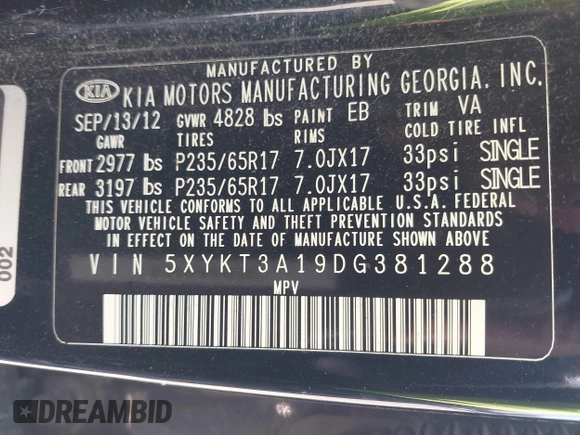 MANUFACTURED BY
KIA KIA MOTORS MANUFACTURING GEORGIA, INC.
SEP/13/12 GVWR 4828 lbs PAINT EB TRIM VA
GAWR TIRES RIMS COLD TIRE INFL
FRONT 2977 lbs P235/65R17 7.0JX17 33psi SINGLE
REAR 3197 lbs P235/65R17 7.0JX17 33psi SINGLE
THIS VEHICLE CONFORMS TO ALL APPLICABLE U.S.A. FEDERAL
MOTOR VEHICLE SAFETY AND THEFT PREVENTION STANDARDS
IN EFFECT ON THE DATE OF MANUFACTURE SHOWN ABOVE
VIN 5XYKT3A19DG381288
MPV
002
DREAMBID